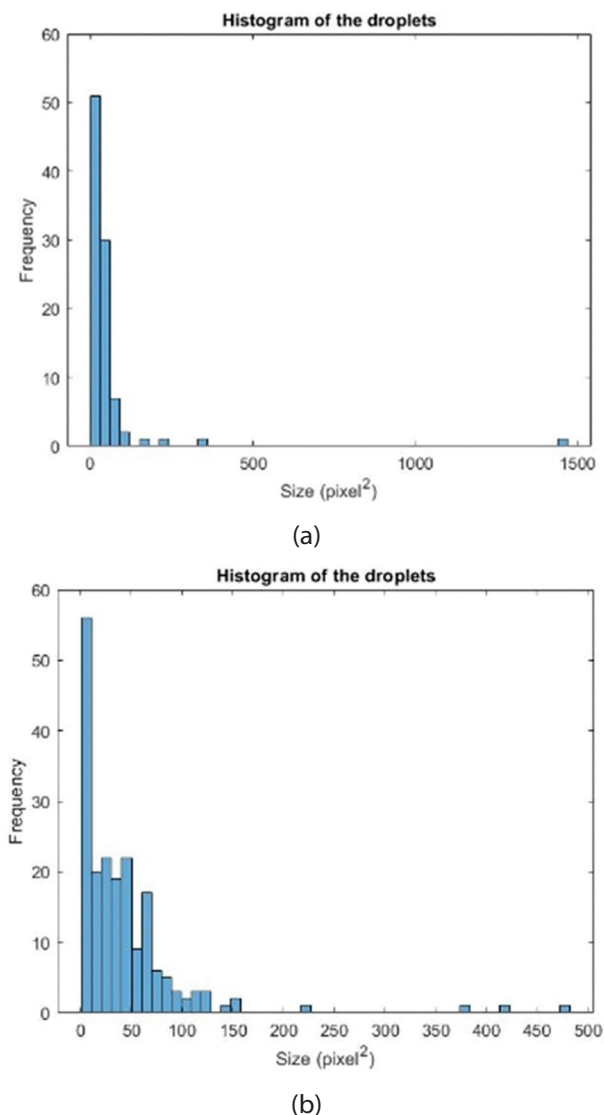 Histogram of the droplets
60
50
40
30
20
10
0
Frequency
0 500 1000 1500
Size (pixel²)
(a)
Histogram of the droplets
60
50
40
30
20
10
0
Frequency
0 50 100 150 200 250 300 350 400 450 500
Size (pixel²)
(b)